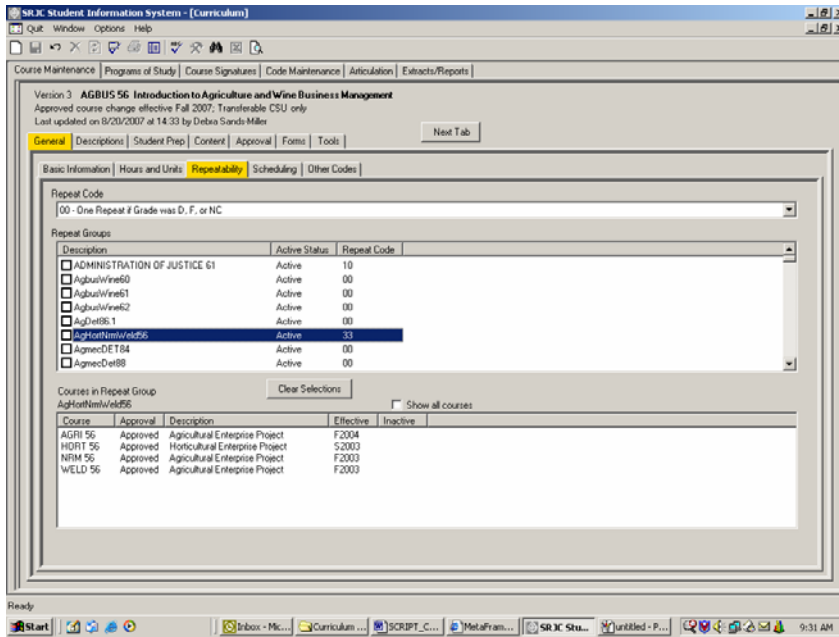 SRJC Student Information System - [Curriculum]
Quit Window Options Help
Course Maintenance Programs of Study Course Signatures Code Maintenance Articulation Extracts/Reports
Version 3 AGBUS 56 Introduction to Agriculture and Wine Business Management
Approved course change effective Fall 2007; Transferable CSU only
Last updated on 8/20/2007 at 14:33 by Debra Sands-Miller
Next Tab
General Descriptions Student Prep Content Approval Forms Tools
Basic Information Hours and Units Repeatability Scheduling Other Codes
Repeat Code
00 - One Repeat if Grade was D, F, or NC
Repeat Groups
Description Active Status Repeat Code
ADMINISTRATION OF JUSTICE 61 Active 10
AgbusWine60 Active 00
AgbusWine61 Active 00
AgbusWine62 Active 00
AgDet86.1 Active 00
AgHortNrmWeld56 Active 33
AgmecDET84 Active 00
AgmecDet88 Active 00
Courses in Repeat Group
Clear Selections
AgHortNrmWeld56
Show all courses
Course Approval Description Effective Inactive
AGRI 56 Approved Agricultural Enterprise Project F2004
HORT 56 Approved Horticultural Enterprise Project S2003
NRM 56 Approved Agricultural Enterprise Project F2003
WELD 56 Approved Agricultural Enterprise Project F2003
Ready
Start Inbox - Mc... Curriculum ... SCRIPT_C... MetaFram... SRJC Stu... untitled - P... 9:31 AM